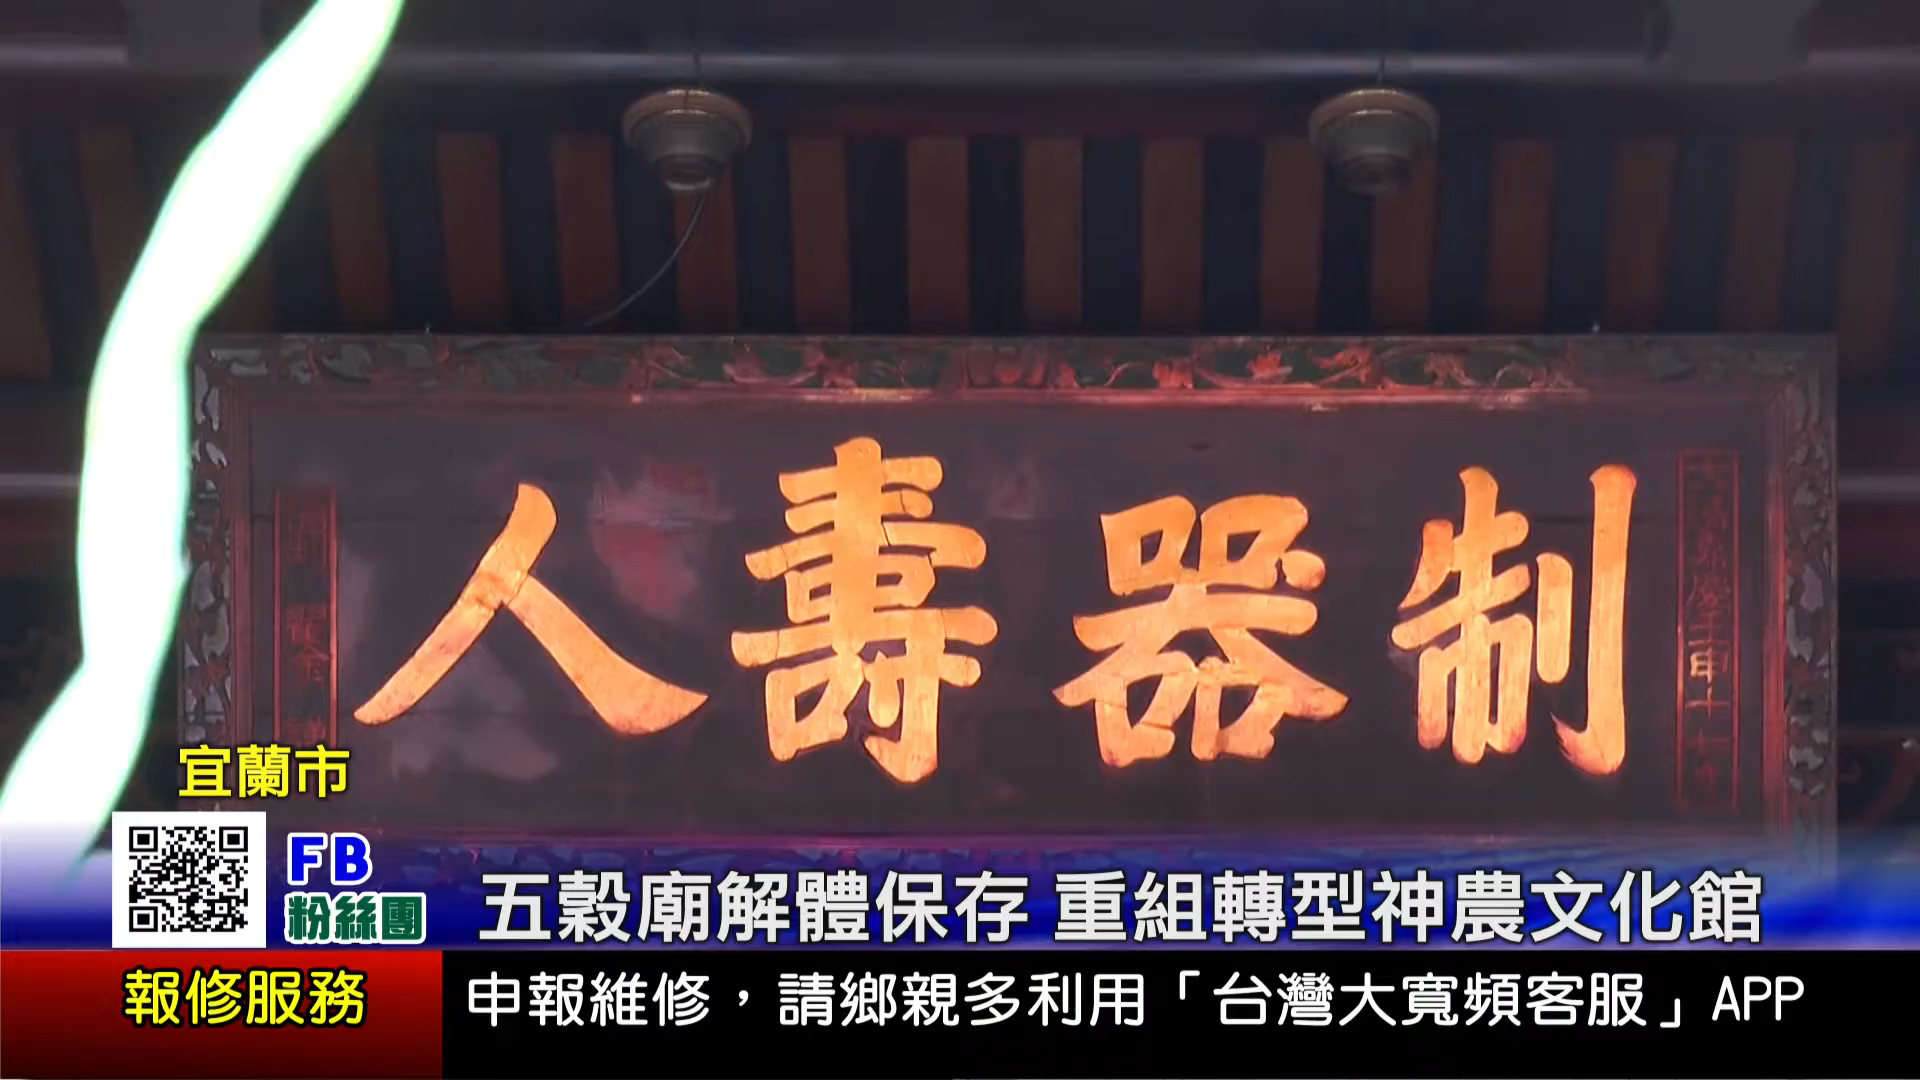 制器壽人
宜蘭市
FB
粉絲團
五穀廟解體保存 重組轉型神農文化館
報修服務
申報維修，請鄉親多利用「台灣大寬頻客服」APP